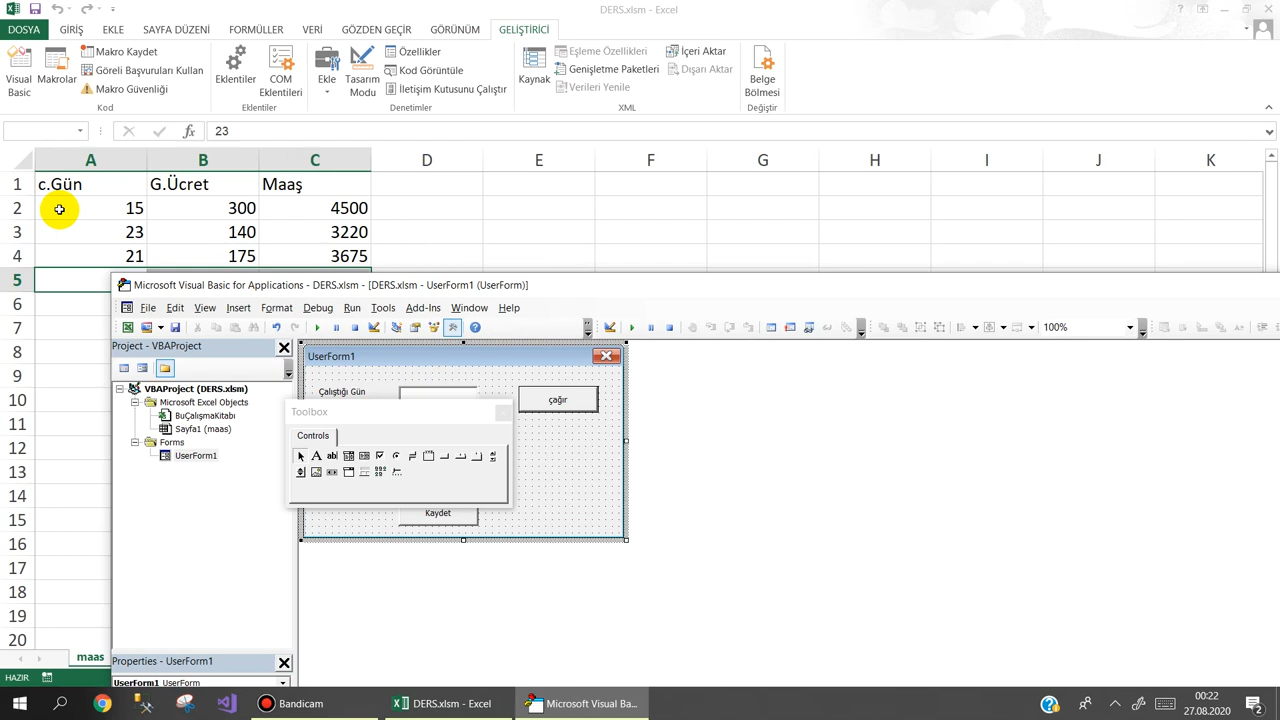 DERS.xlsm - Excel
DOSYA GİRİŞ EKLE SAYFA DÜZENİ FORMÜLLER VERİ GÖZDEN GEÇİR GÖRÜNÜM GELİŞTİRİCİ
Visual Basic
Makrolar
Makro Kaydet
Göreli Başvuruları Kullan
Makro Güvenliği
Kod
Eklentiler
COM Eklentileri
Eklentiler
Ekle
Tasarım Modu
Özellikler
Kod Görüntüle
İletişim Kutusunu Çalıştır
Denetimler
Kaynak
Eşleme Özellikleri
Genişletme Paketleri
Verileri Yenile
İçeri Aktar
Dışarı Aktar
XML
Belge Bölmesi
Değiştir
fx 23
A B C D E F G H I J K
1 c.Gün G.Ücret Maaş
2 15 300 4500
3 23 140 3220
4 21 175 3675
5
6
7
8
9
10
11
12
13
14
15
16
17
18
19
20
Microsoft Visual Basic for Applications - DERS.xlsm - [DERS.xlsm - UserForm1 (UserForm)]
File Edit View Insert Format Debug Run Tools Add-Ins Window Help
100%
Project - VBAProject
VBAProject (DERS.xlsm)
Microsoft Excel Objects
BuÇalışmaKitabı
Sayfa1 (maas)
Forms
UserForm1
Properties - UserForm1
UserForm1 UserForm
UserForm1
Çalıştığı Gün
çağır
Toolbox
Controls
A ab|
Kaydet
maas
HAZIR
Bandicam
DERS.xlsm - Excel
Microsoft Visual Ba...
00:22
27.08.2020
2